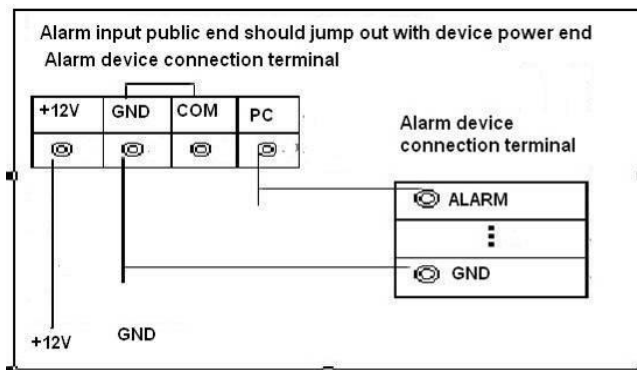 Alarm input public end should jump out with device power end
Alarm device connection terminal
+12V GND COM PC
Alarm device
connection terminal
ALARM
GND
+12V GND